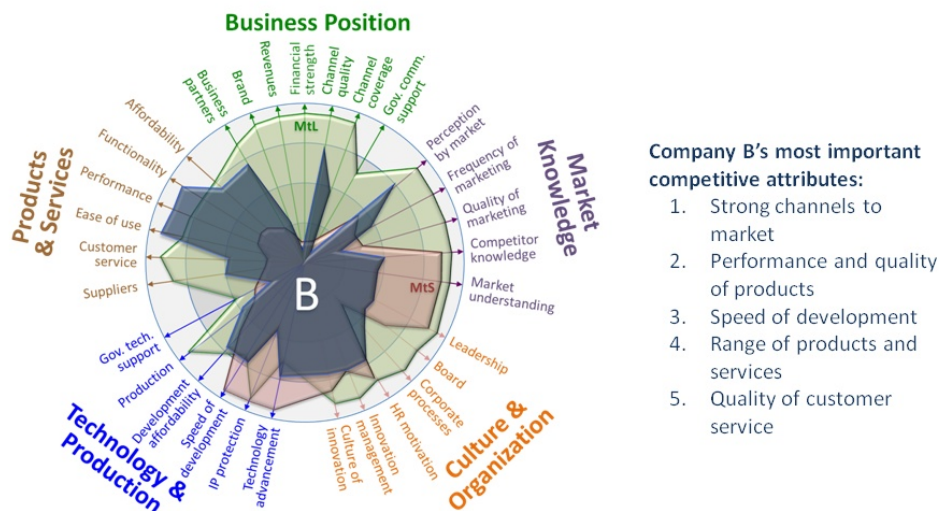 Business Position
Business
partners
Brand
Revenues
Financial
strength
Channel
quality
Channel
coverage
Gov. comm.
support
Market
Knowledge
Perception
by market
Frequency of
marketing
Quality of
marketing
Competitor
knowledge
Market
understanding
Culture &
Organization
Leadership
Board
Corporate
processes
HR motivation
Innovation
management
Culture of
innovation
Technology &
Production
Technology
advancement
IP protection
Speed of
development
Development
affordability
Production
Gov. tech.
support
Products
& Services
Suppliers
Customer
service
Ease of use
Performance
Functionality
Affordability
MtL
MtS
B
Company B's most important
competitive attributes:
1. Strong channels to
market
2. Performance and quality
of products
3. Speed of development
4. Range of products and
services
5. Quality of customer
service